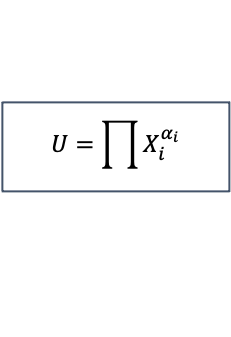 U = ∏ X_i^{α_i}